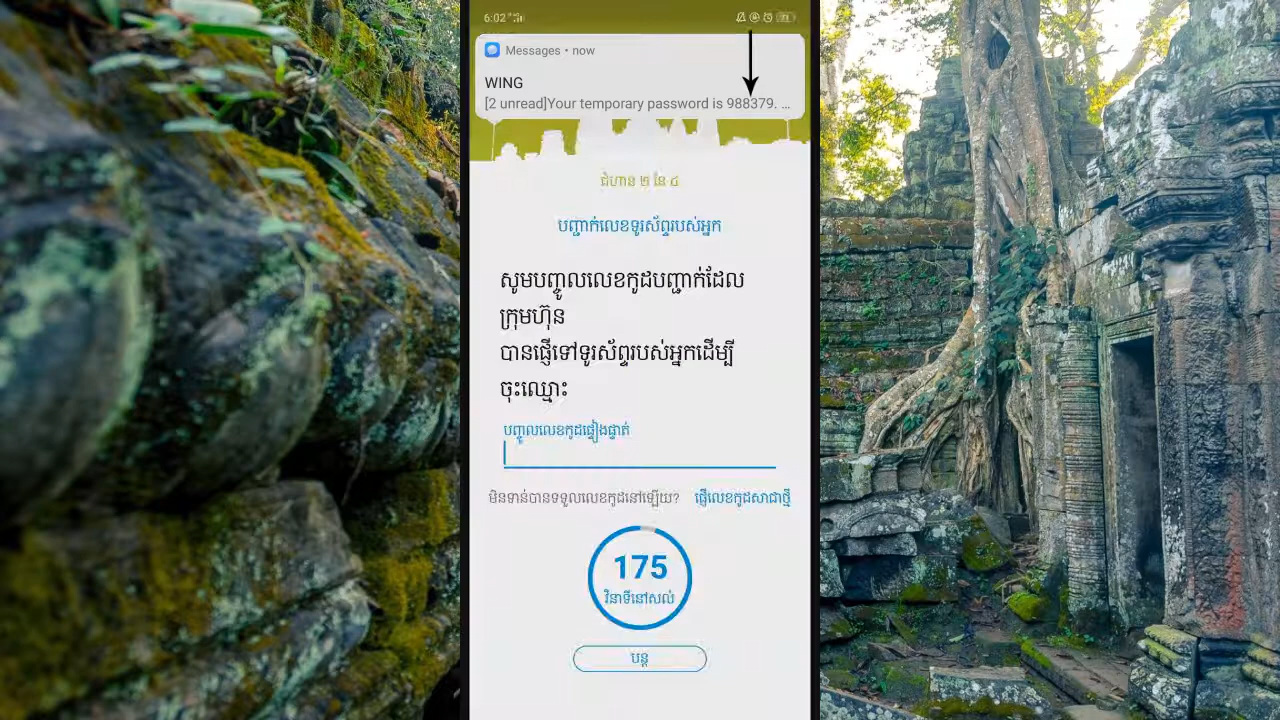 6:02
73
Messages • now
WING
[2 unread]Your temporary password is 988379. ...
ជំហាន ២ នៃ ៤
បញ្ជាក់លេខទូរស័ព្ទរបស់អ្នក
សូមបញ្ចូលលេខកូដបញ្ជាក់ដែល
ក្រុមហ៊ុន
បានផ្ញើទៅទូរស័ព្ទរបស់អ្នកដើម្បី
ចុះឈ្មោះ
បញ្ចូលលេខកូដផ្ទៀងផ្ទាត់
មិនទាន់បានទទួលលេខកូដនៅឡើយ? ផ្ញើលេខកូដសាជាថ្មី
175
វិនាទីនៅសល់
បន្ត